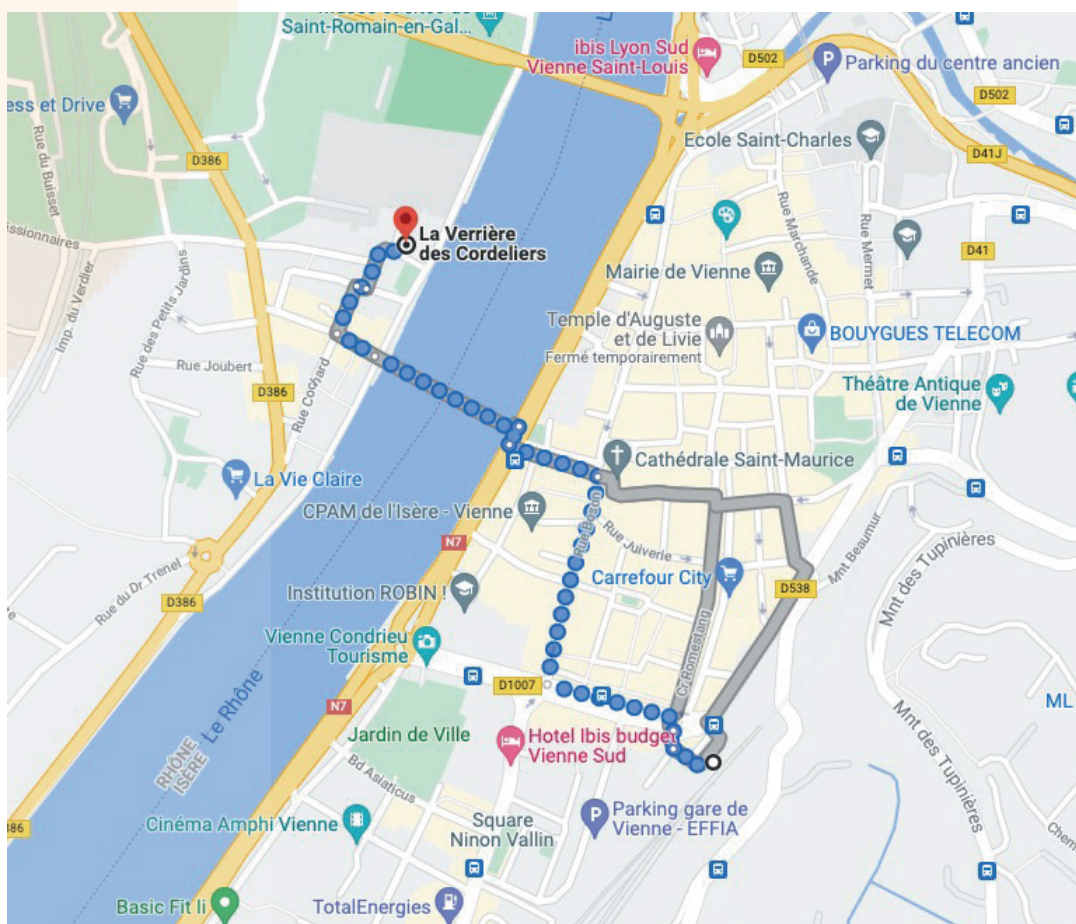 Saint-Romain-en-Gal...
ibis Lyon Sud
Vienne Saint-Louis
D502
Parking du centre ancien
D502
ess et Drive
Rue du Buisset
D386
Ecole Saint-Charles
D41J
issionnaires
La Verrière
des Cordeliers
Rue Marchande
Rue Mermet
D41
Mairie de Vienne
Imp. du Verdier
Rue des Petits Jardins
Temple d'Auguste
et de Livie
Fermé temporairement
BOUYGUES TELECOM
Rue Joubert
D386
Rue Cochard
Théâtre Antique
de Vienne
La Vie Claire
Cathédrale Saint-Maurice
CPAM de l'Isère - Vienne
Rue Boson
Rue Juiverie
N7
Carrefour City
Mnt Beaumur
Mnt des Tupinières
Rue du Dr Trenel
D386
Institution ROBIN !
D538
Vienne Condrieu
Tourisme
Cr Romestang
D1007
Le Rhône
RHÔNE
ISÈRE
N7
Jardin de Ville
Hotel Ibis budget
Vienne Sud
ML
Mnt des Tupinières
Bd Asiaticus
Cinéma Amphi Vienne
Square
Ninon Vallin
P
Parking gare de
Vienne - EFFIA
Chem
386
Basic Fit li
TotalEnergies